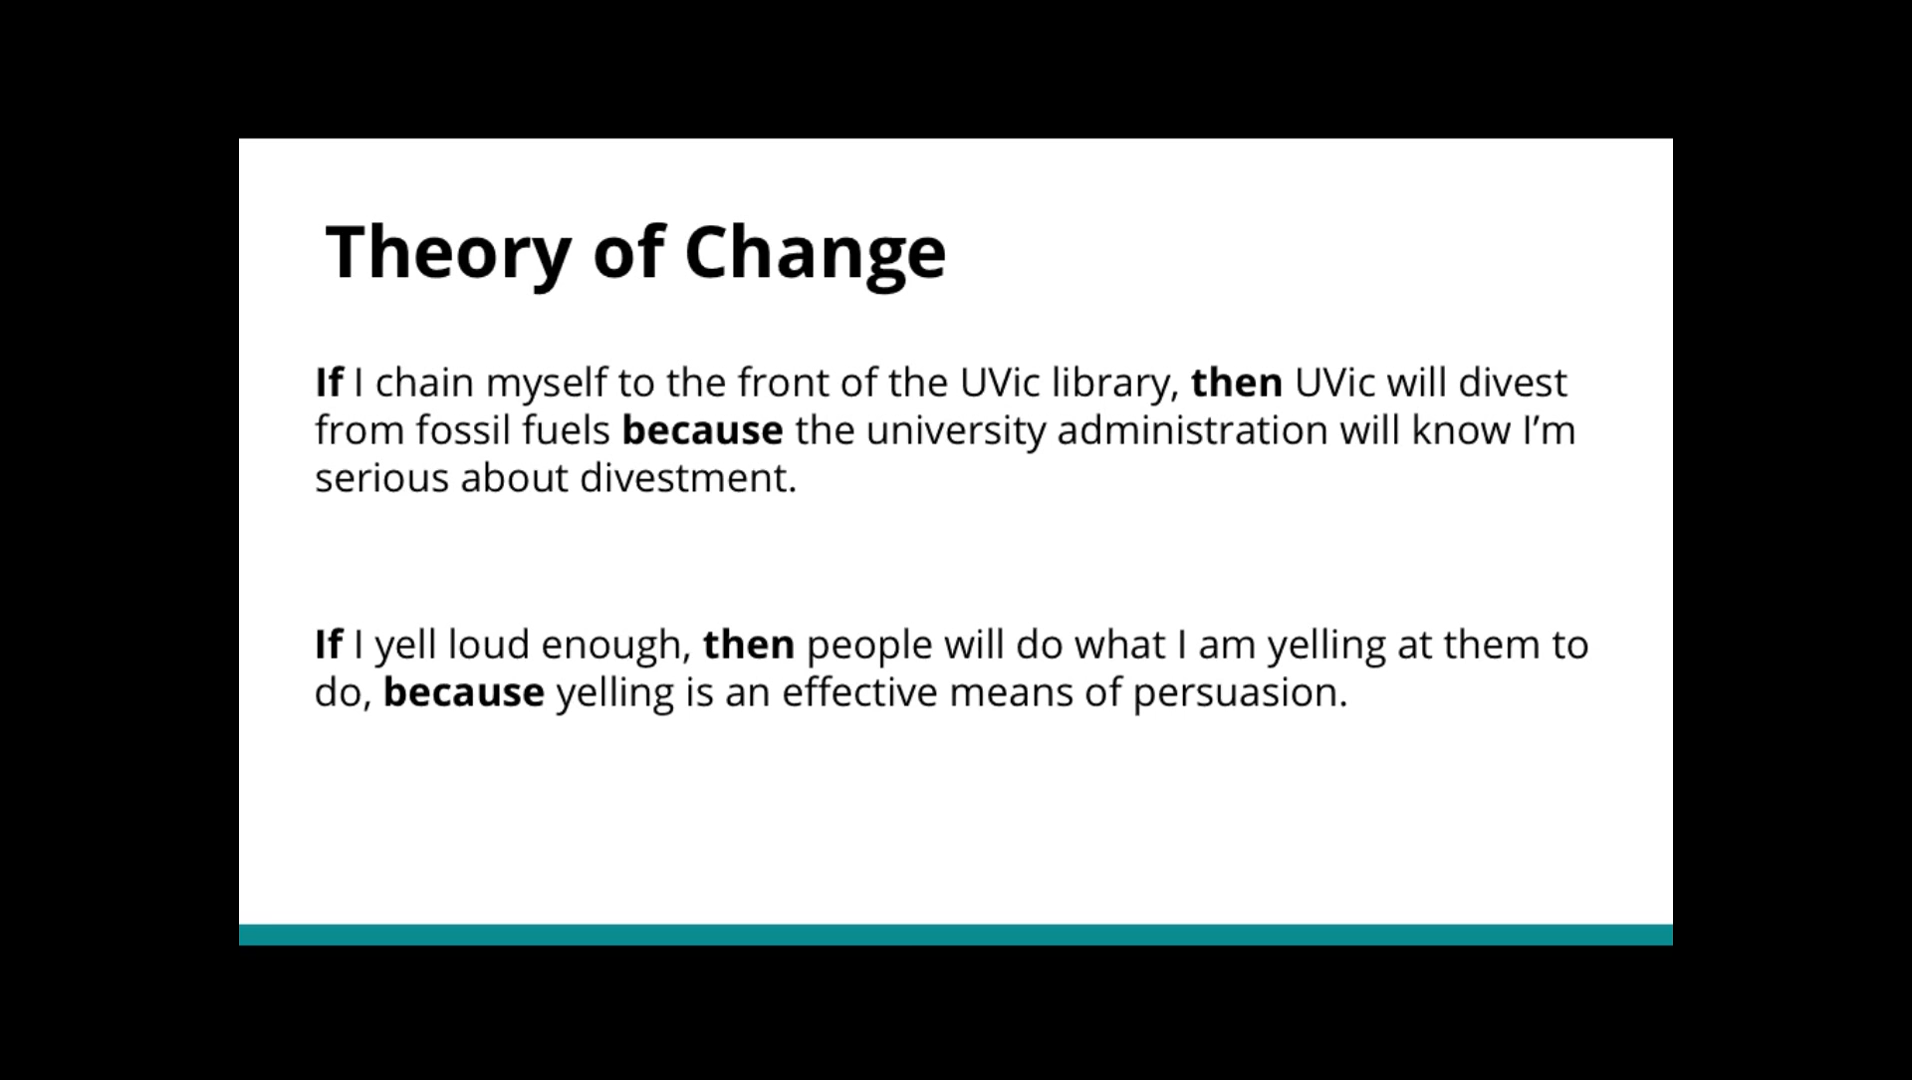 Theory of Change
If I chain myself to the front of the UVic library, then UVic will divest
from fossil fuels because the university administration will know I’m
serious about divestment.
If I yell loud enough, then people will do what I am yelling at them to
do, because yelling is an effective means of persuasion.